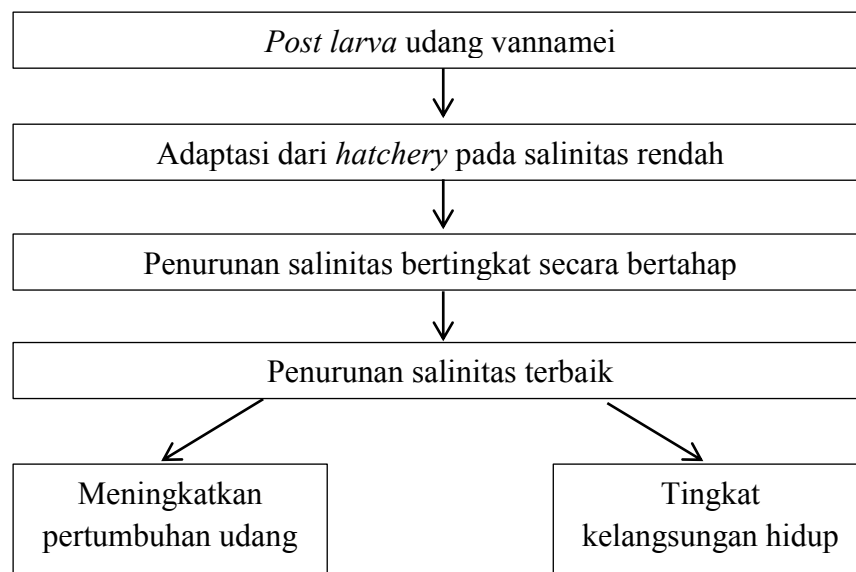 Post larva udang vannamei
Adaptasi dari hatchery pada salinitas rendah
Penurunan salinitas bertingkat secara bertahap
Penurunan salinitas terbaik
Meningkatkan
pertumbuhan udang
Tingkat
kelangsungan hidup